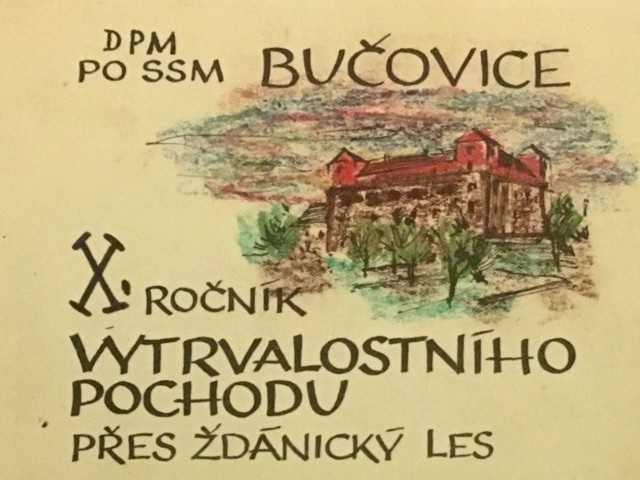 DPM
PO SSM BUČOVICE
X. ROČNÍK
VYTRVALOSTNÍHO
POCHODU
PŘES ŽDÁNICKÝ LES